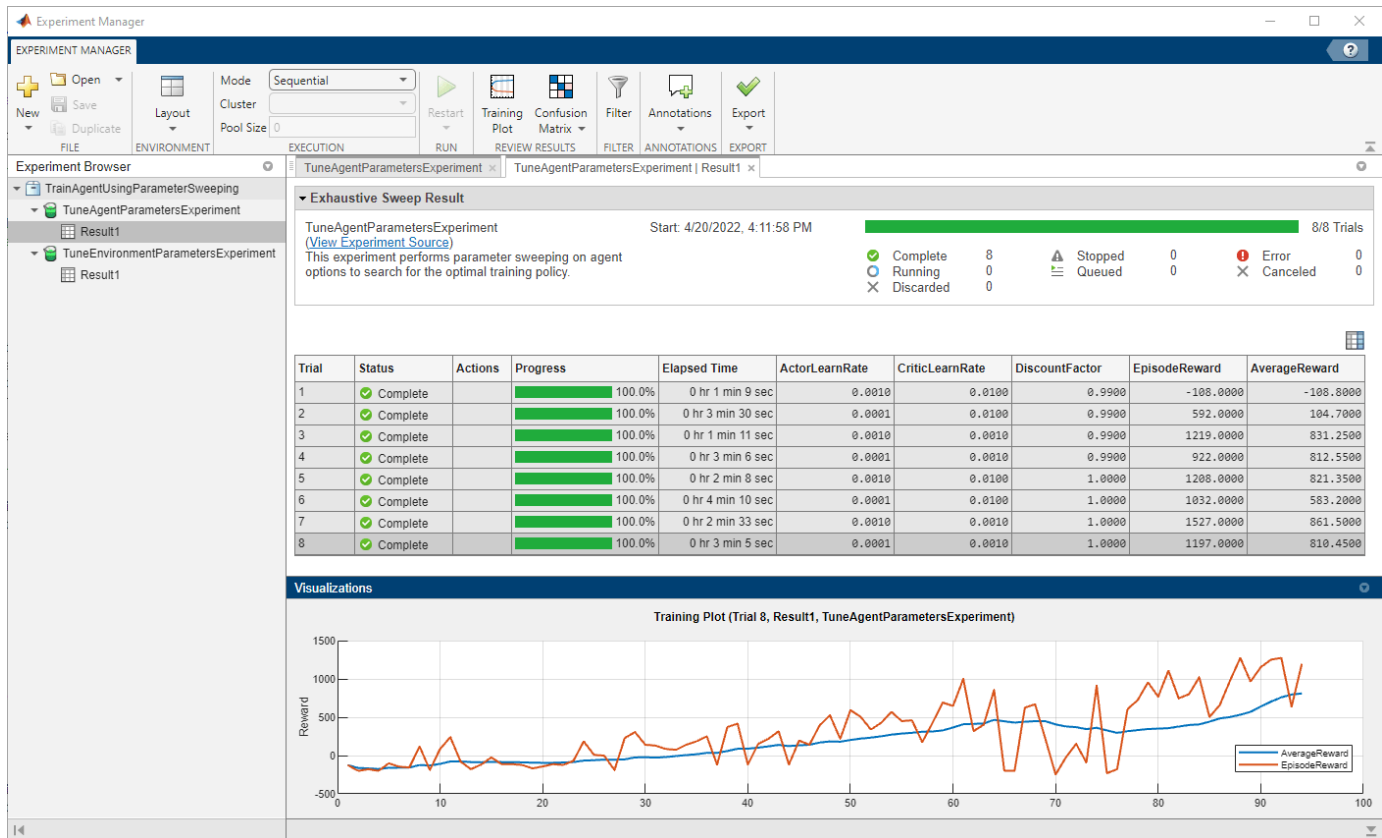 Experiment Manager
EXPERIMENT MANAGER
?
New
Open
Save
Duplicate
FILE
Layout
ENVIRONMENT
Mode Sequential
Cluster
Pool Size 0
EXECUTION
Restart
RUN
Training Plot
Confusion Matrix
REVIEW RESULTS
Filter
FILTER
Annotations
ANNOTATIONS
Export
EXPORT
Experiment Browser
TrainAgentUsingParameterSweeping
TuneAgentParametersExperiment
Result1
TuneEnvironmentParametersExperiment
Result1
TuneAgentParametersExperiment × TuneAgentParametersExperiment | Result1 ×
Exhaustive Sweep Result
TuneAgentParametersExperiment Start: 4/20/2022, 4:11:58 PM 8/8 Trials
(View Experiment Source)
This experiment performs parameter sweeping on agent
options to search for the optimal training policy.
Complete 8 Stopped 0 Error 0
Running 0 Queued 0 Canceled 0
Discarded 0
Trial Status Actions Progress Elapsed Time ActorLearnRate CriticLearnRate DiscountFactor EpisodeReward AverageReward
1 Complete 100.0% 0 hr 1 min 9 sec 0.0010 0.0100 0.9900 -108.0000 -108.8000
2 Complete 100.0% 0 hr 3 min 30 sec 0.0001 0.0100 0.9900 592.0000 104.7000
3 Complete 100.0% 0 hr 1 min 11 sec 0.0010 0.0010 0.9900 1219.0000 831.2500
4 Complete 100.0% 0 hr 3 min 6 sec 0.0001 0.0010 0.9900 922.0000 812.5500
5 Complete 100.0% 0 hr 2 min 8 sec 0.0010 0.0100 1.0000 1208.0000 821.3500
6 Complete 100.0% 0 hr 4 min 10 sec 0.0001 0.0100 1.0000 1032.0000 583.2000
7 Complete 100.0% 0 hr 2 min 33 sec 0.0010 0.0010 1.0000 1527.0000 861.5000
8 Complete 100.0% 0 hr 3 min 5 sec 0.0001 0.0010 1.0000 1197.0000 810.4500
Visualizations
Training Plot (Trial 8, Result1, TuneAgentParametersExperiment)
Reward
1500
1000
500
0
-500
0 10 20 30 40 50 60 70 80 90 100
AverageReward
EpisodeReward